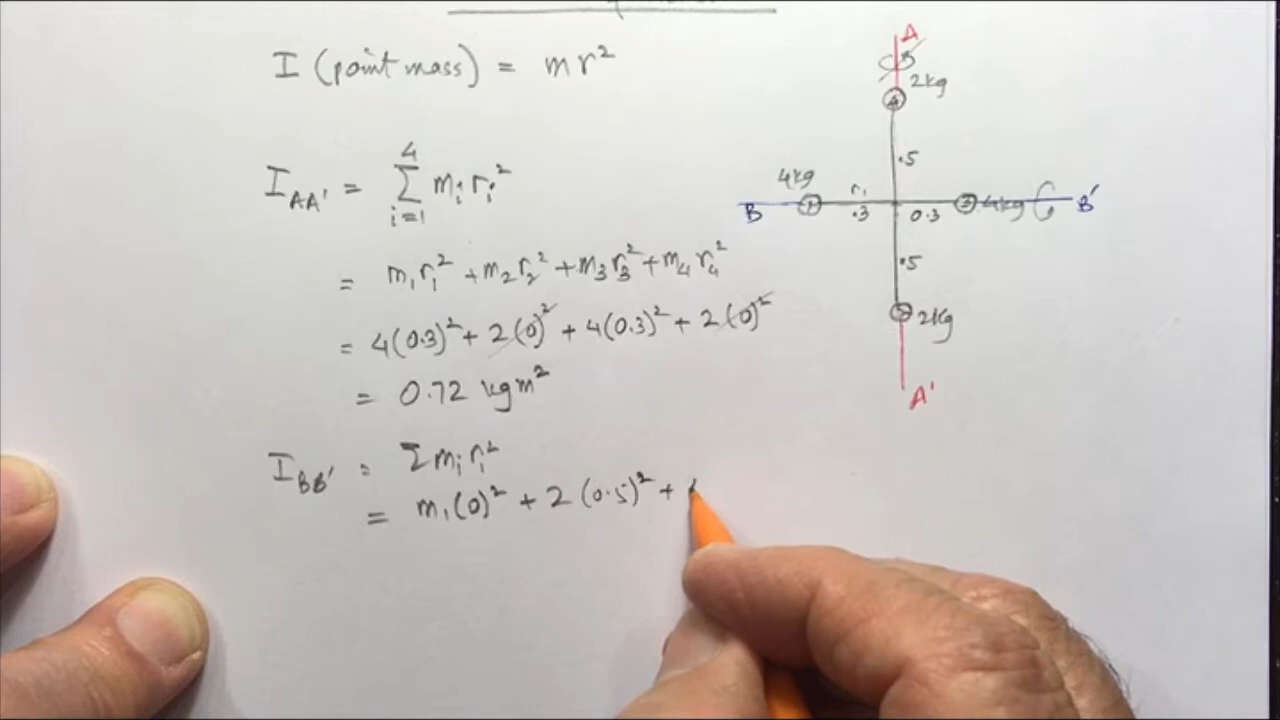 I (point mass) = mr²
I_AA' = Σ_{i=1}^{4} m_i r_i²
= m₁r₁² + m₂r₂² + m₃r₃² + m₄r₄²
= 4(0.3)² + 2(0)² + 4(0.3)² + 2(0)²
= 0.72 kgm²
I_BB' = Σ m_i r_i²
= m₁(0)² + 2(0.5)² +
A
2kg
4
.5
4kg
B
1
r₁
.3
0.3
3
4kg
B'
.5
2
2kg
A'